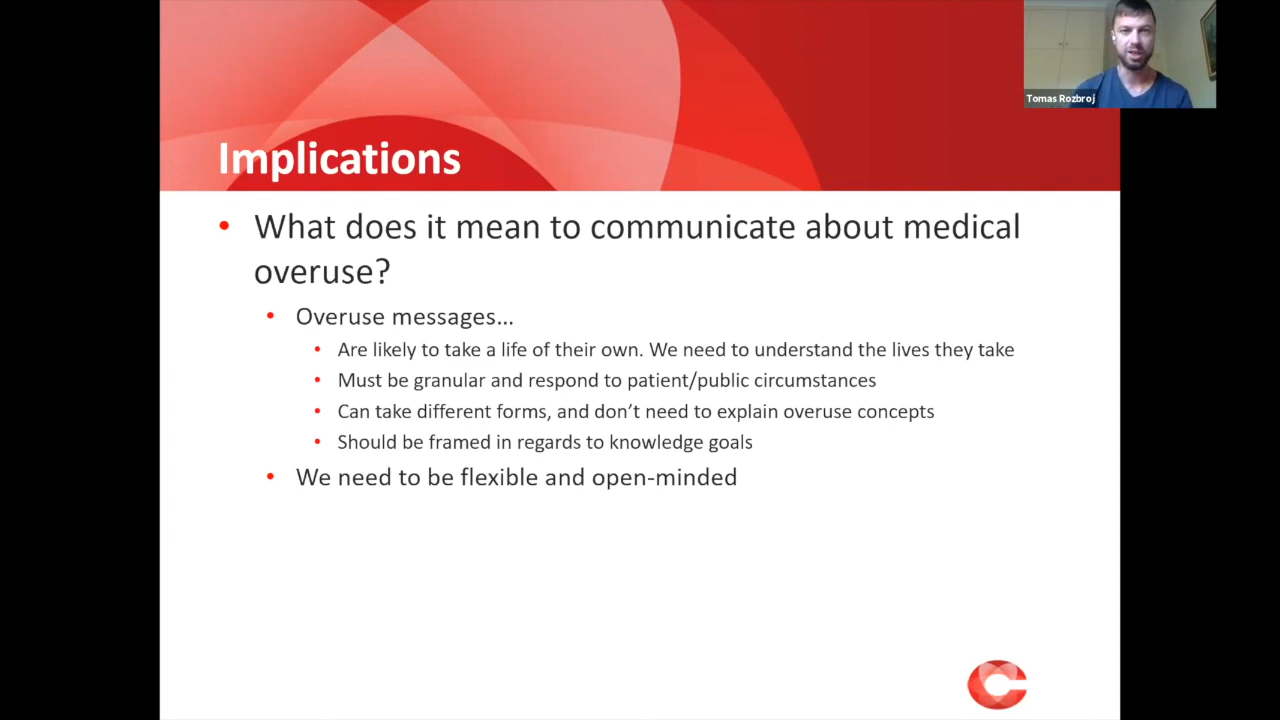 Tomas Rozbroj
Implications
• What does it mean to communicate about medical
overuse?
• Overuse messages…
• Are likely to take a life of their own. We need to understand the lives they take
• Must be granular and respond to patient/public circumstances
• Can take different forms, and don’t need to explain overuse concepts
• Should be framed in regards to knowledge goals
• We need to be flexible and open-minded